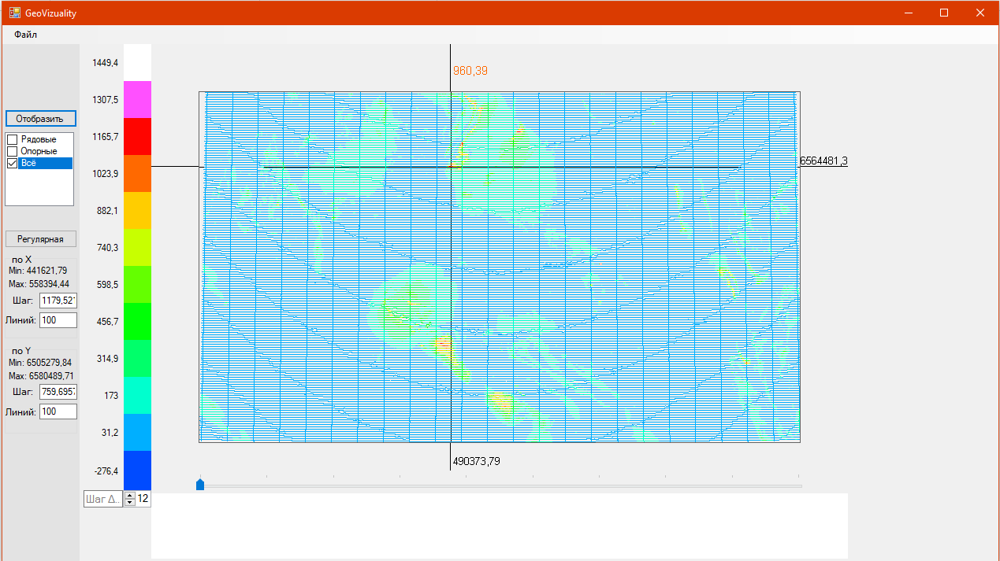 GeoVizuality
Файл
960,39
6564481,3
490373,79
Отобразить
Рядовые
Опорные
Всё
Регулярная
по X
Min: 441621,79
Max: 558394,44
Шаг: 1179,52
Линий: 100
по Y
Min: 6505279,84
Max: 6580489,71
Шаг: 759,695
Линий: 100
1449,4
1307,5
1165,7
1023,9
882,1
740,3
598,5
456,7
314,9
173
31,2
-276,4
Шаг Д.. 12